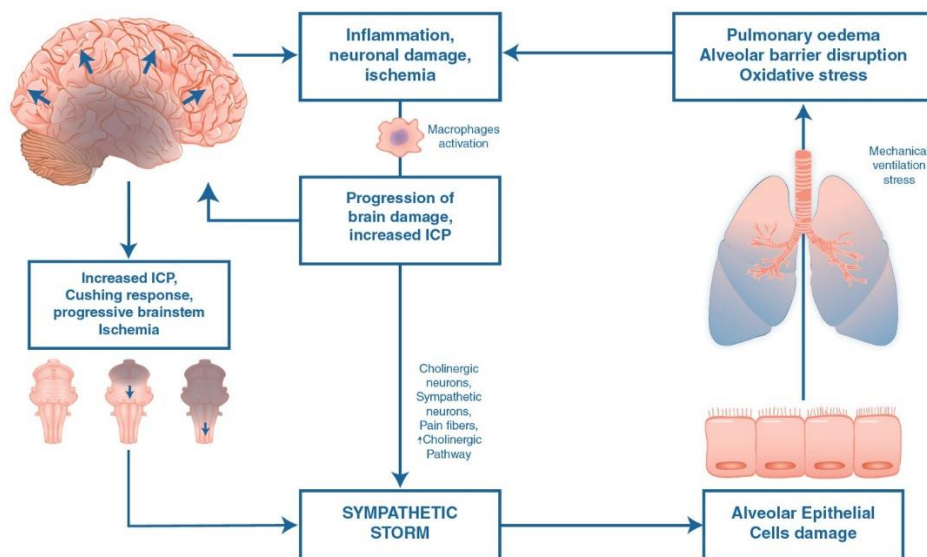 Inflammation,
neuronal damage,
ischemia
Pulmonary oedema
Alveolar barrier disruption
Oxidative stress
Macrophages
activation
Mechanical
ventilation
stress
Progression of
brain damage,
increased ICP
Increased ICP,
Cushing response,
progressive brainstem
Ischemia
Cholinergic
neurons,
Sympathetic
neurons,
Pain fibers,
↑Cholinergic
Pathway
SYMPATHETIC
STORM
Alveolar Epithelial
Cells damage